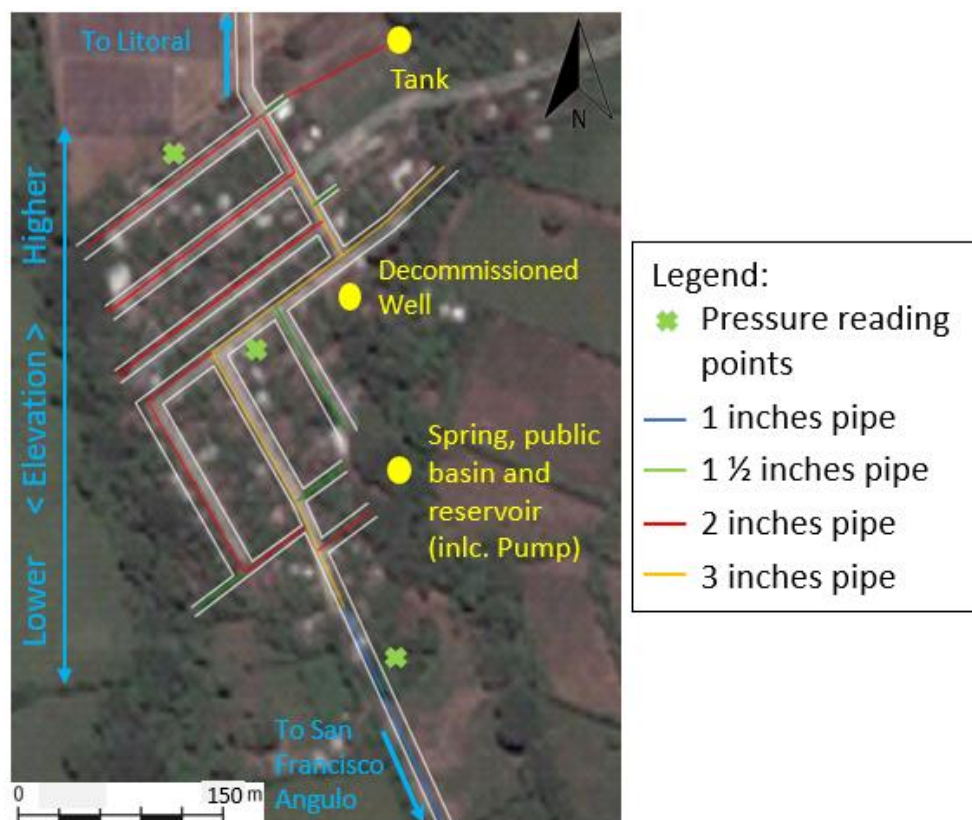 To Litoral
Tank
N
Higher
< Elevation >
Lower
Decommissioned
Well
Spring, public
basin and
reservoir
(inlc. Pump)
To San
Francisco
Angulo
0 150 m
Legend:
Pressure reading
points
1 inches pipe
1 ½ inches pipe
2 inches pipe
3 inches pipe